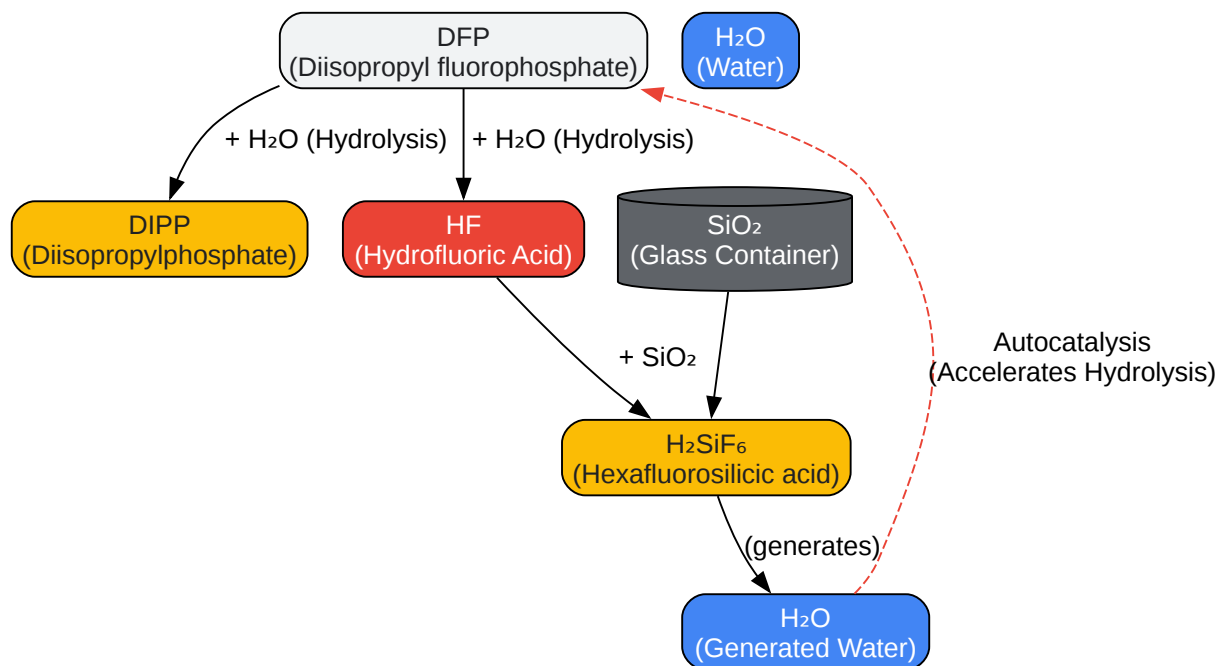 DFP
(Diisopropyl fluorophosphate)
H₂O
(Water)
+ H₂O (Hydrolysis)
+ H₂O (Hydrolysis)
DIPP
(Diisopropylphosphate)
HF
(Hydrofluoric Acid)
SiO₂
(Glass Container)
+ SiO₂
Autocatalysis
(Accelerates Hydrolysis)
H₂SiF₆
(Hexafluorosilicic acid)
(generates)
H₂O
(Generated Water)